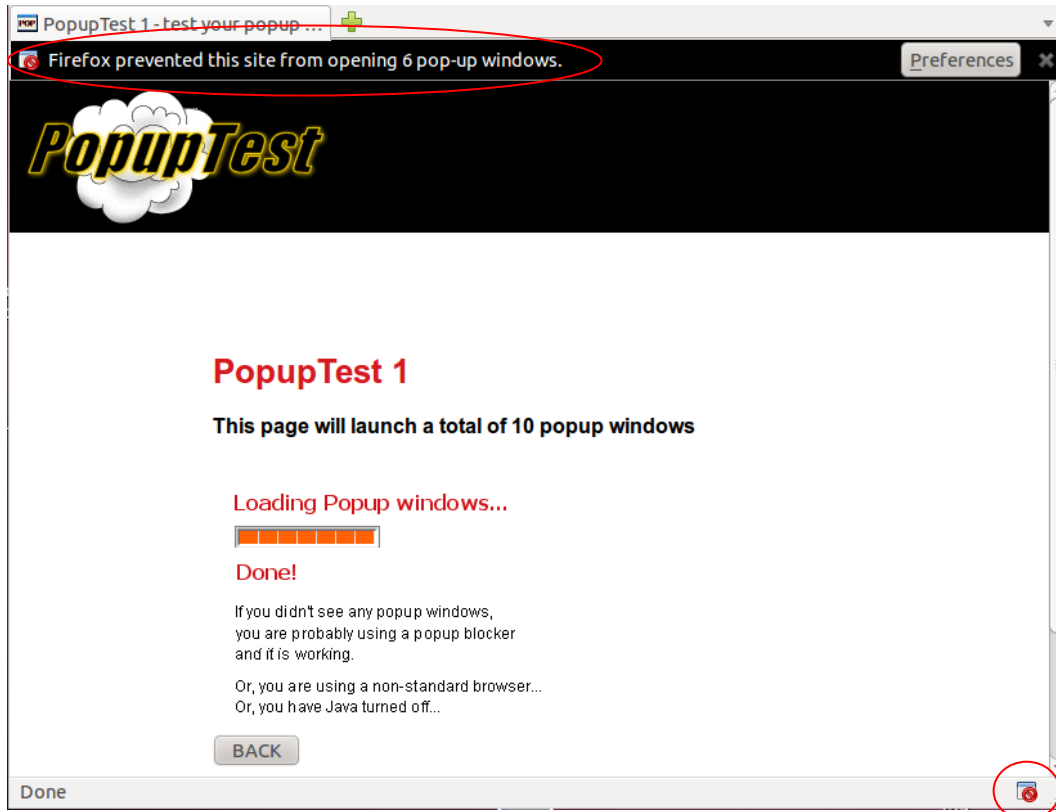 POP PopupTest 1 - test your popup ...
Firefox prevented this site from opening 6 pop-up windows.
Preferences
PopupTest
PopupTest 1
This page will launch a total of 10 popup windows
Loading Popup windows...
Done!
If you didn't see any popup windows,
you are probably using a popup blocker
and it is working.
Or, you are using a non-standard browser...
Or, you have Java turned off...
BACK
Done